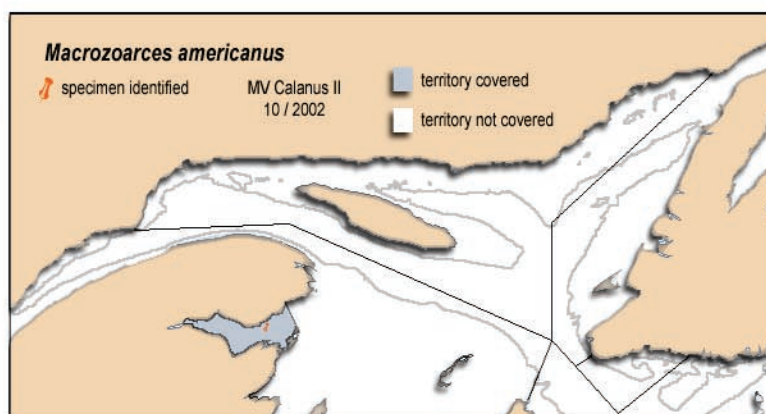 Macrozoarces americanus
specimen identified
MV Calanus II
10 / 2002
territory covered
territory not covered